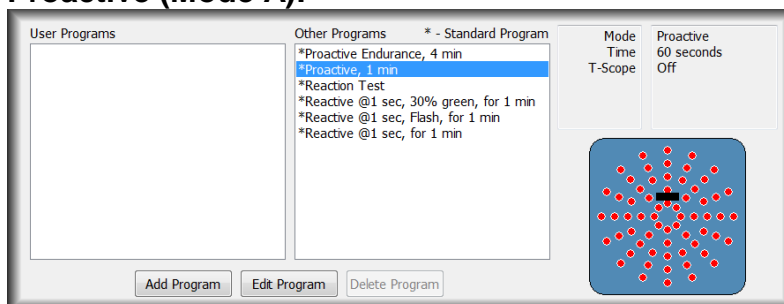 Proactive (Mode A):
User Programs
Other Programs * - Standard Program
*Proactive Endurance, 4 min
*Proactive, 1 min
*Reaction Test
*Reactive @1 sec, 30% green, for 1 min
*Reactive @1 sec, Flash, for 1 min
*Reactive @1 sec, for 1 min
Mode Proactive
Time 60 seconds
T-Scope Off
Add Program Edit Program Delete Program